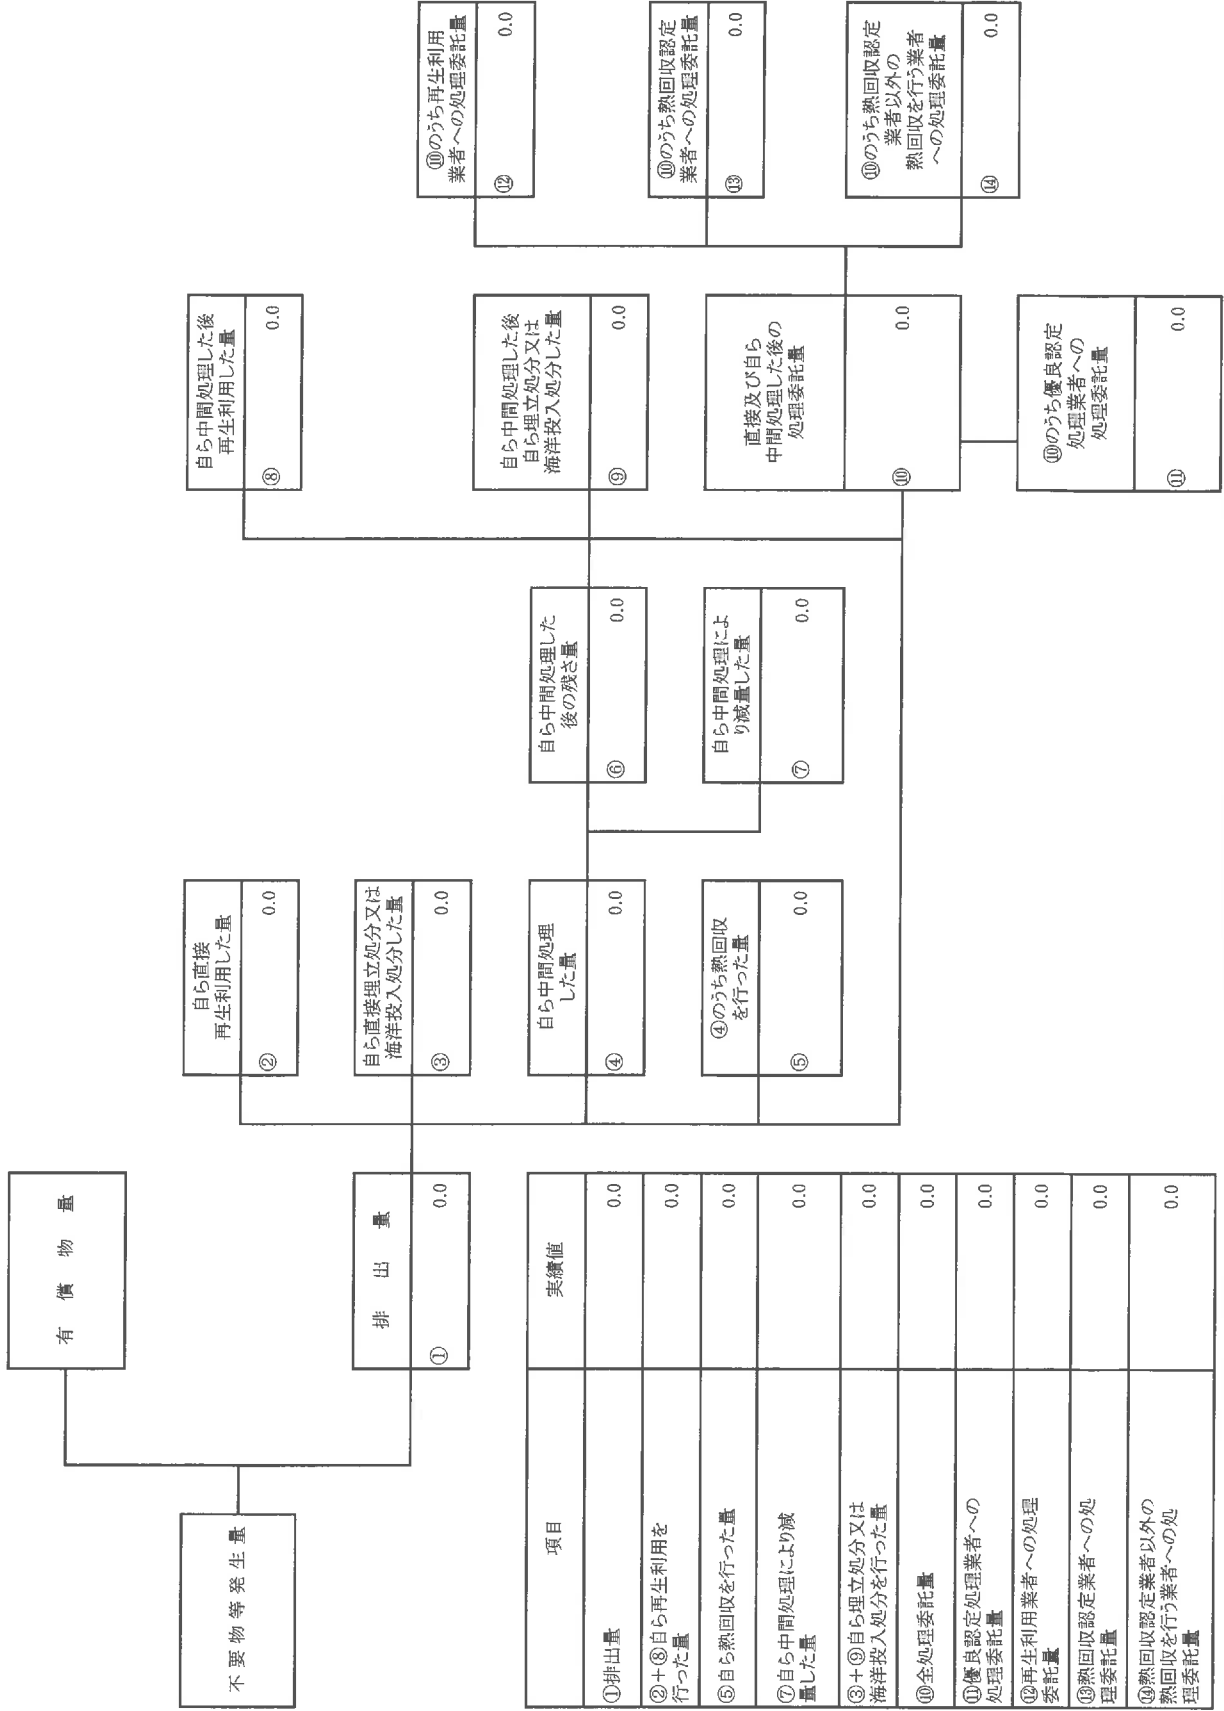 不要物等発生量
有償物量
排出量
① 0.0
自ら直接
再生利用した量
② 0.0
自ら直接埋立処分又は
海洋投入処分した量
③ 0.0
自ら中間処理
した量
④ 0.0
④のうち熱回収
を行った量
⑤ 0.0
自ら中間処理した
後の残さ量
⑥ 0.0
自ら中間処理によ
り減量した量
⑦ 0.0
自ら中間処理した後
再生利用した量
⑧ 0.0
自ら中間処理した後
自ら埋立処分又は
海洋投入処分した量
⑨ 0.0
直接及び自ら
中間処理した後の
処理委託量
⑩ 0.0
⑩のうち優良認定
処理業者への
処理委託量
⑪ 0.0
⑩のうち再生利用
業者への処理委託量
⑫ 0.0
⑩のうち熱回収認定
業者への処理委託量
⑬ 0.0
⑩のうち熱回収認定
業者以外の
熱回収を行う業者
への処理委託量
⑭ 0.0
項目 実績値
①排出量 0.0
②+⑧自ら再生利用を
行った量 0.0
⑤自ら熱回収を行った量 0.0
⑦自ら中間処理により減
量した量 0.0
③+⑨自ら埋立処分又は
海洋投入処分を行った量 0.0
⑩全処理委託量 0.0
⑪優良認定処理業者への
処理委託量 0.0
⑫再生利用業者への処理
委託量 0.0
⑬熱回収認定業者への処
理委託量 0.0
⑭熱回収認定業者以外の
熱回収を行う業者への処
理委託量 0.0